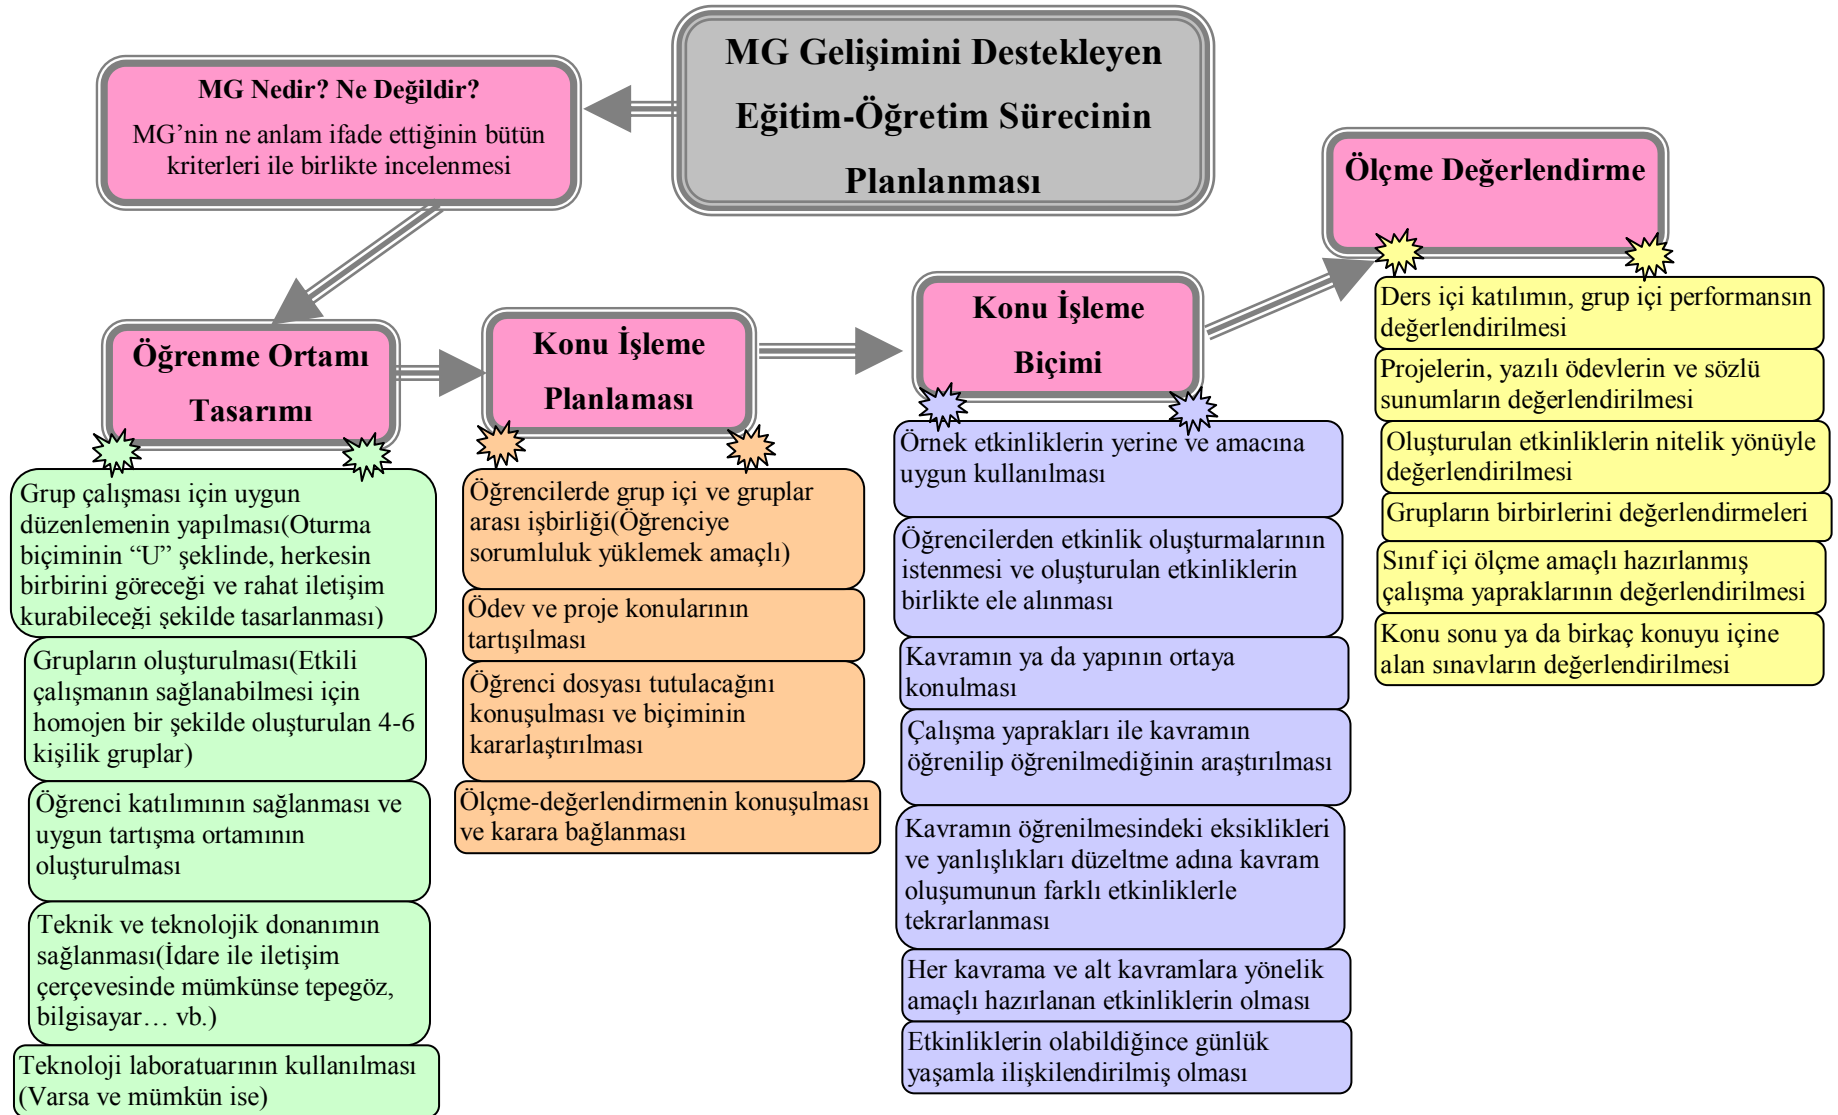 MG Gelişimini Destekleyen
Eğitim-Öğretim Sürecinin
Planlanması
MG Nedir? Ne Değildir?
MG’nin ne anlam ifade ettiğinin bütün
kriterleri ile birlikte incelenmesi
Öğrenme Ortamı
Tasarımı
Grup çalışması için uygun
düzenlemenin yapılması(Oturma
biçiminin “U” şeklinde, herkesin
birbirini göreceği ve rahat iletişim
kurabileceği şekilde tasarlanması)
Grupların oluşturulması(Etkili
çalışmanın sağlanabilmesi için
homojen bir şekilde oluşturulan 4-6
kişilik gruplar)
Öğrenci katılımının sağlanması ve
uygun tartışma ortamının
oluşturulması
Teknik ve teknolojik donanımın
sağlanması(İdare ile iletişim
çerçevesinde mümkünse tepegöz,
bilgisayar… vb.)
Teknoloji laboratuarının kullanılması
(Varsa ve mümkün ise)
Konu İşleme
Planlaması
Öğrencilerde grup içi ve gruplar
arası işbirliği(Öğrenciye
sorumluluk yüklemek amaçlı)
Ödev ve proje konularının
tartışılması
Öğrenci dosyası tutulacağını
konuşulması ve biçiminin
kararlaştırılması
Ölçme-değerlendirmenin konuşulması
ve karara bağlanması
Konu İşleme
Biçimi
Örnek etkinliklerin yerine ve amacına
uygun kullanılması
Öğrencilerden etkinlik oluşturmalarının
istenmesi ve oluşturulan etkinliklerin
birlikte ele alınması
Kavramın ya da yapının ortaya
konulması
Çalışma yaprakları ile kavramın
öğrenilip öğrenilmediğinin araştırılması
Kavramın öğrenilmesindeki eksiklikleri
ve yanlışlıkları düzeltme adına kavram
oluşumunun farklı etkinliklerle
tekrarlanması
Her kavrama ve alt kavramlara yönelik
amaçlı hazırlanan etkinliklerin olması
Etkinliklerin olabildiğince günlük
yaşamla ilişkilendirilmiş olması
Ölçme Değerlendirme
Ders içi katılımın, grup içi performansın
değerlendirilmesi
Projelerin, yazılı ödevlerin ve sözlü
sunumların değerlendirilmesi
Oluşturulan etkinliklerin nitelik yönüyle
değerlendirilmesi
Grupların birbirlerini değerlendirmeleri
Sınıf içi ölçme amaçlı hazırlanmış
çalışma yapraklarının değerlendirilmesi
Konu sonu ya da birkaç konuyu içine
alan sınavların değerlendirilmesi